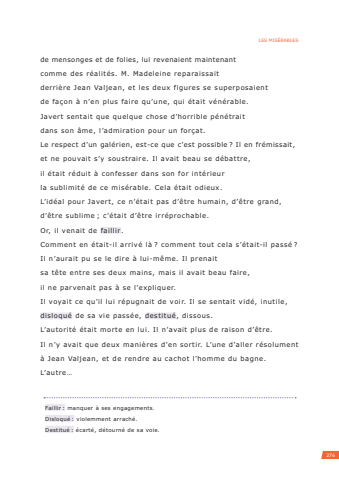 LES MISÉRABLES
de mensonges et de folies, lui revenaient maintenant
comme des réalités. M. Madeleine reparaissait
derrière Jean Valjean, et les deux figures se superposaient
de façon à n'en plus faire qu'une, qui était vénérable.
Javert sentait que quelque chose d'horrible pénétrait
dans son âme, l'admiration pour un forçat.
Le respect d'un galérien, est-ce que c'est possible ? Il en frémissait,
et ne pouvait s'y soustraire. Il avait beau se débattre,
il était réduit à confesser dans son for intérieur
la sublimité de ce misérable. Cela était odieux.
L'idéal pour Javert, ce n'était pas d'être humain, d'être grand,
d'être sublime ; c'était d'être irréprochable.
Or, il venait de faillir.
Comment en était-il arrivé là ? comment tout cela s'était-il passé ?
Il n'aurait pu se le dire à lui-même. Il prenait
sa tête entre ses deux mains, mais il avait beau faire,
il ne parvenait pas à se l'expliquer.
Il voyait ce qu'il lui répugnait de voir. Il se sentait vidé, inutile,
disloqué de sa vie passée, destitué, dissous.
L'autorité était morte en lui. Il n'avait plus de raison d'être.
Il n'y avait que deux manières d'en sortir. L'une d'aller résolument
à Jean Valjean, et de rendre au cachot l'homme du bagne.
L'autre…
Faillir : manquer à ses engagements.
Disloqué : violemment arraché.
Destitué : écarté, détourné de sa voie.
274